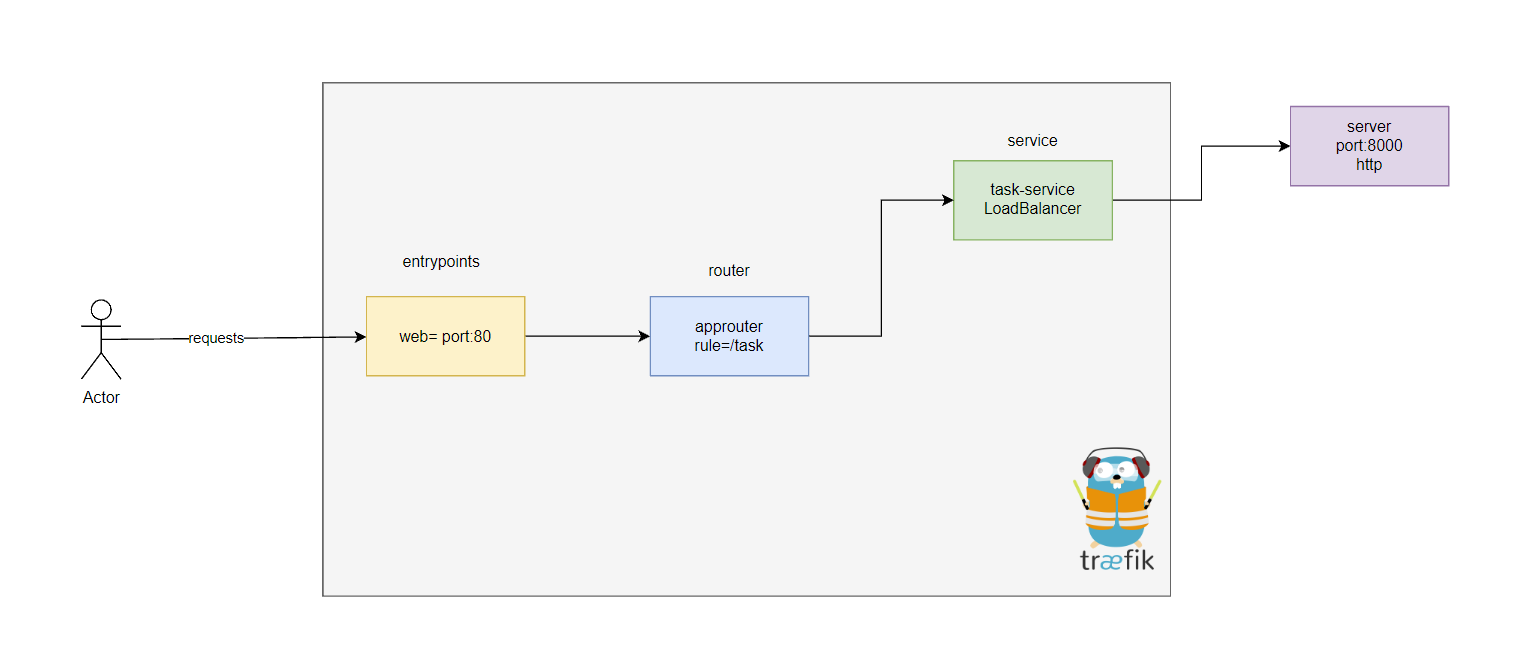 service
task-service
LoadBalancer
server
port:8000
http
entrypoints
web= port:80
router
approuter
rule=/task
requests
Actor
træfik